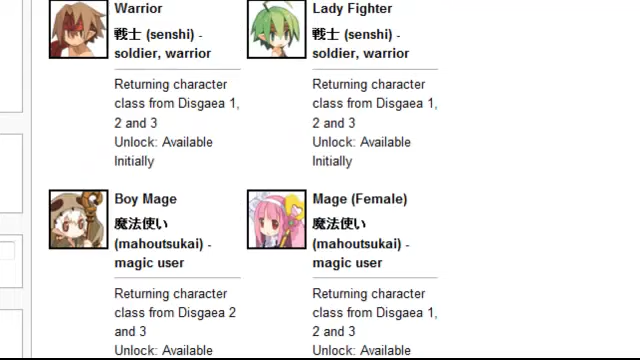 Warrior
戦士 (senshi) -
soldier, warrior
Returning character
class from Disgaea 1,
2 and 3
Unlock: Available
Initially
Lady Fighter
戦士 (senshi) -
soldier, warrior
Returning character
class from Disgaea 1,
2 and 3
Unlock: Available
Initially
Boy Mage
魔法使い
(mahoutsukai) -
magic user
Returning character
class from Disgaea 2
and 3
Unlock: Available
Mage (Female)
魔法使い
(mahoutsukai) -
magic user
Returning character
class from Disgaea 1,
2 and 3
Unlock: Available